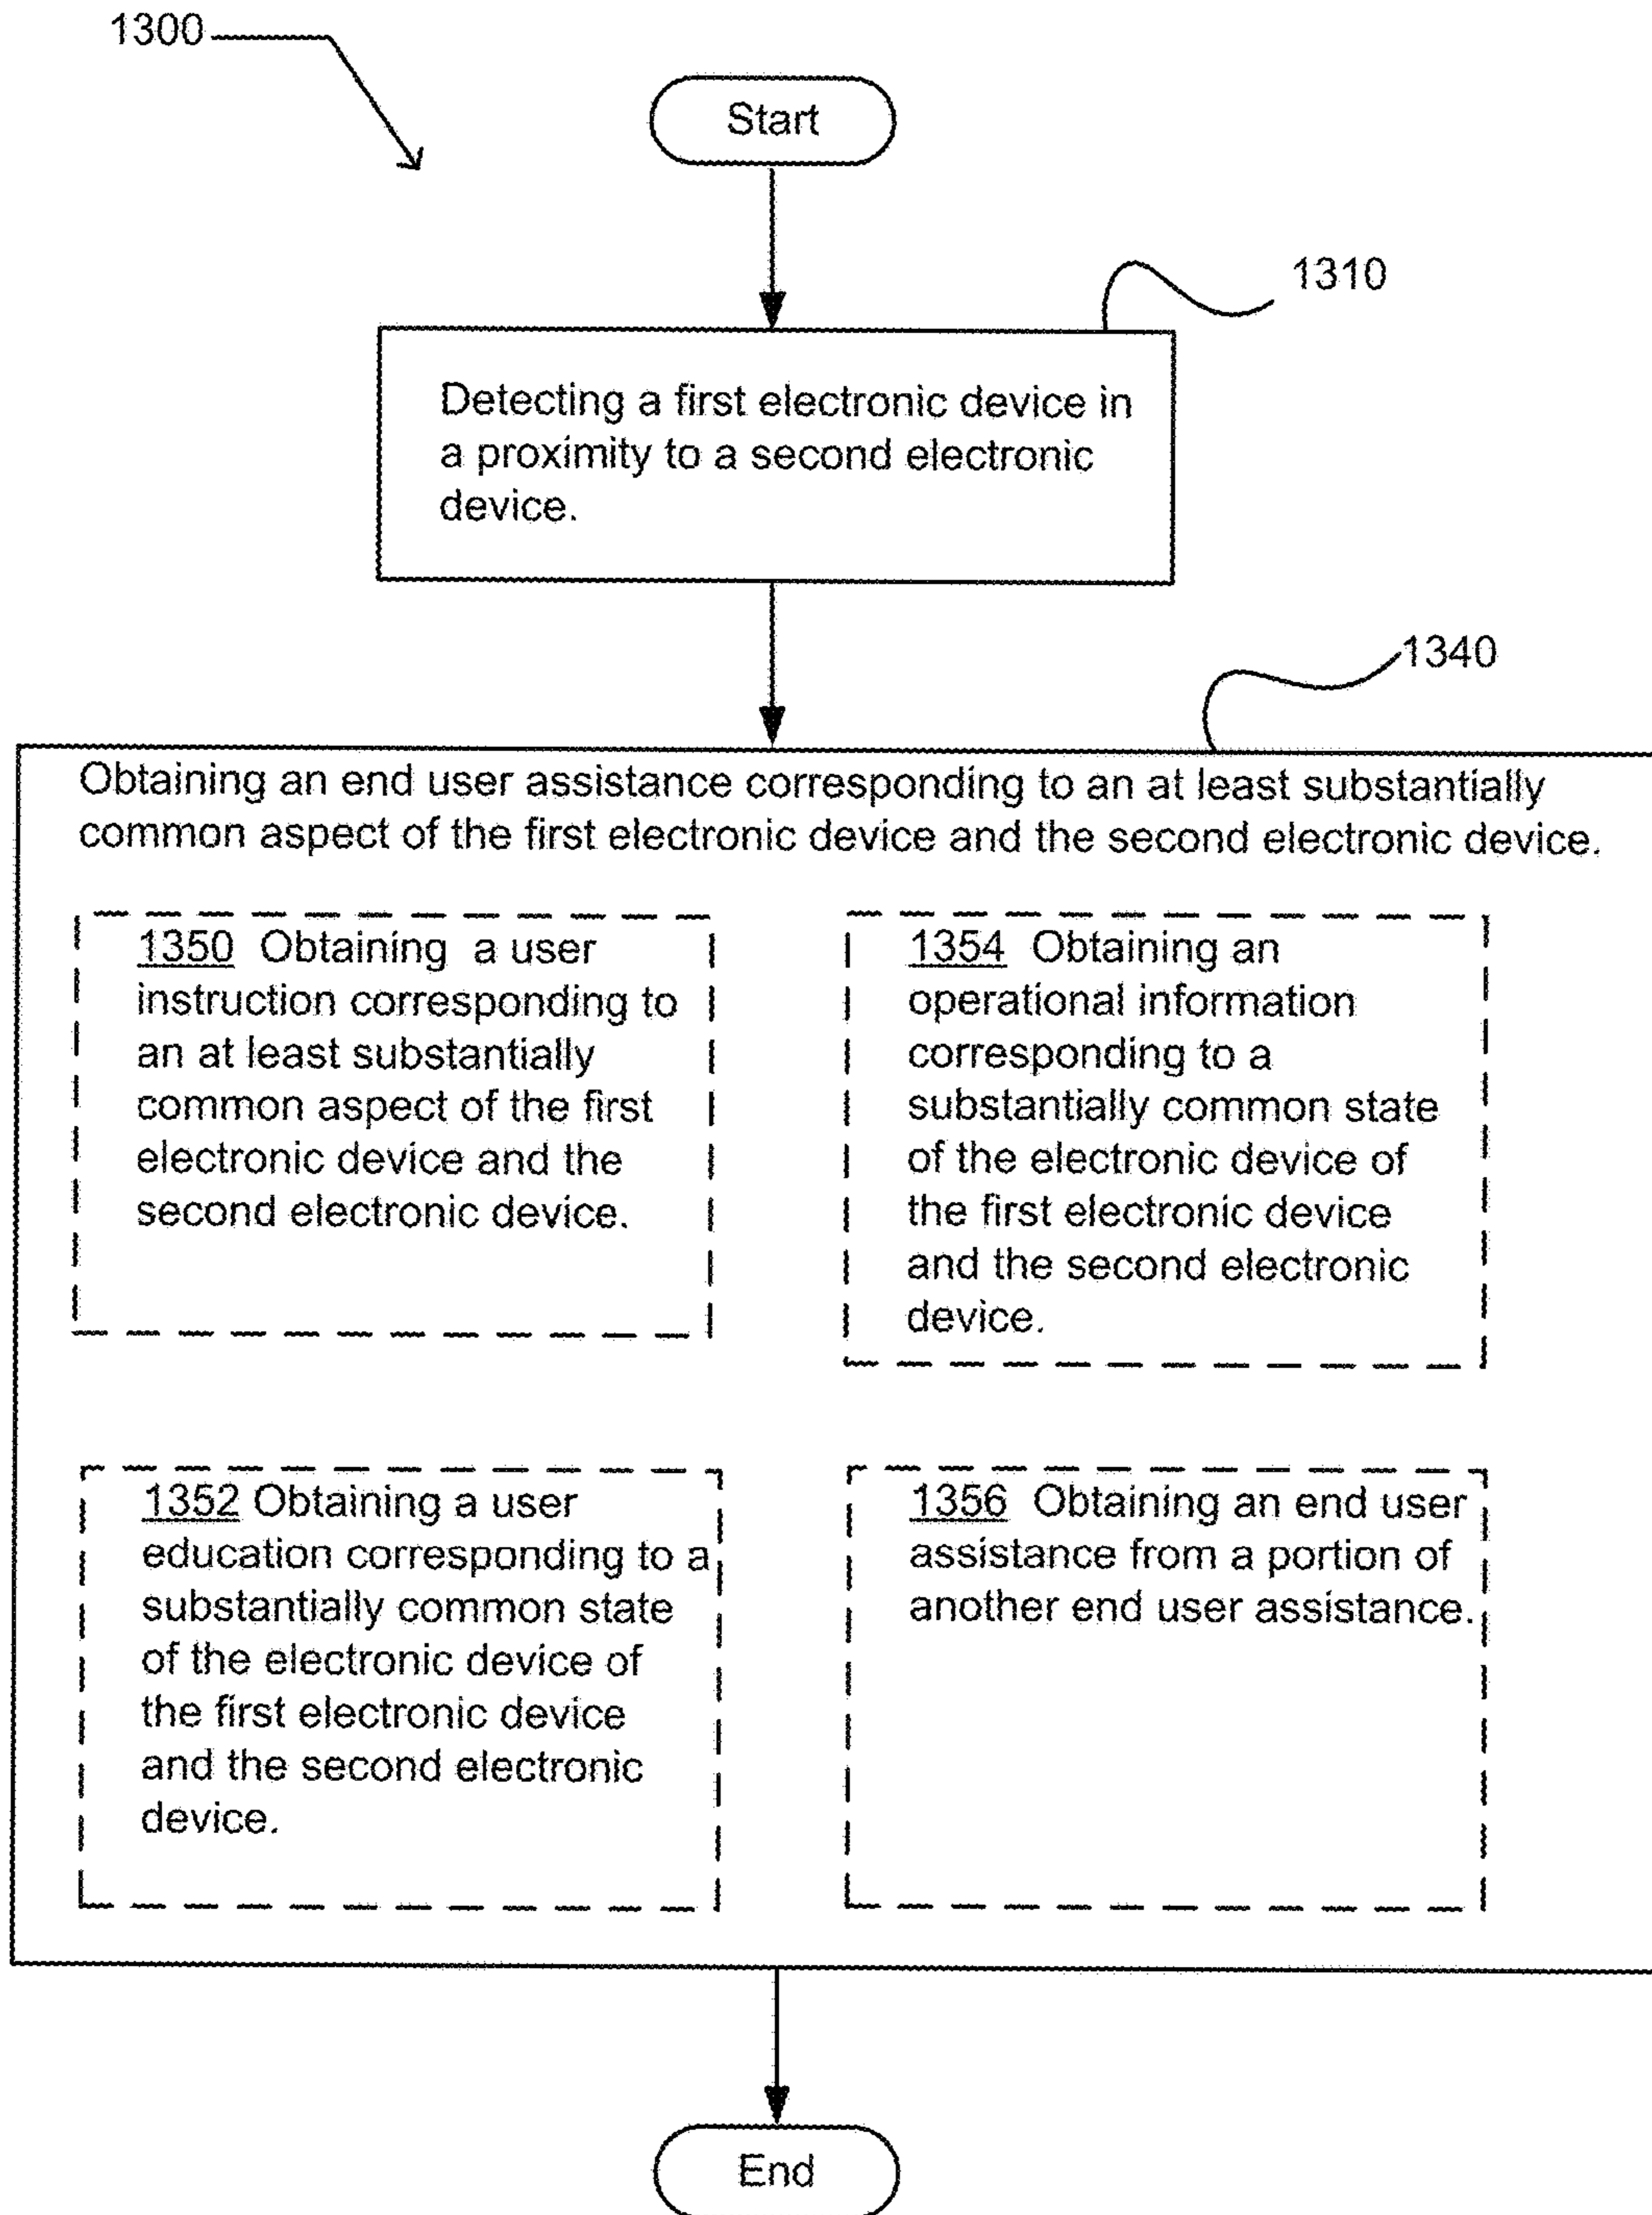 1300
Start
1310
Detecting a first electronic device in
a proximity to a second electronic
device.
1340
Obtaining an end user assistance corresponding to an at least substantially
common aspect of the first electronic device and the second electronic device.
1350 Obtaining a user
instruction corresponding to
an at least substantially
common aspect of the first
electronic device and the
second electronic device.
1354 Obtaining an
operational information
corresponding to a
substantially common state
of the electronic device of
the first electronic device
and the second electronic
device.
1352 Obtaining a user
education corresponding to a
substantially common state
of the electronic device of
the first electronic device
and the second electronic
device.
1356 Obtaining an end user
assistance from a portion of
another end user assistance.
End